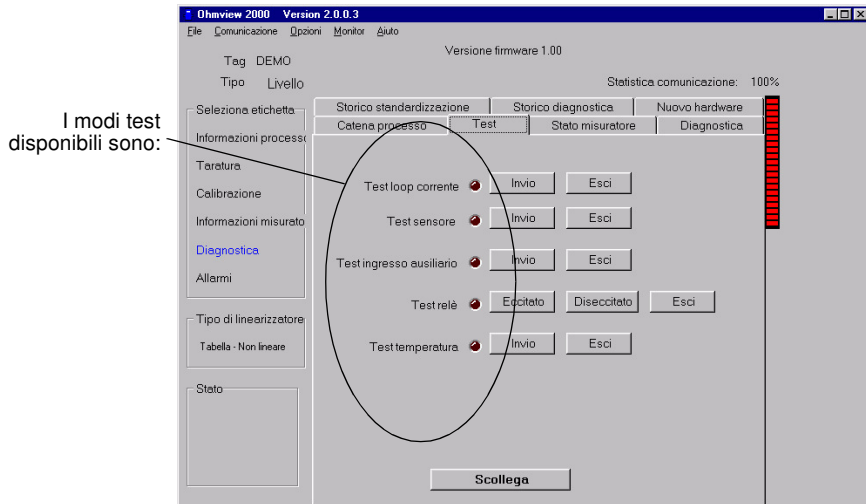 Ohmview 2000 Version 2.0.0.3
File Comunicazione Opzioni Monitor Aiuto
Versione firmware 1.00
Tag DEMO
Tipo Livello
Statistica comunicazione: 100%
I modi test
disponibili sono:
Seleziona etichetta
Informazioni processo
Taratura
Calibrazione
Informazioni misurato
Diagnostica
Allarmi
Tipo di linearizzatore
Tabella - Non lineare
Stato
Storico standardizzazione Storico diagnostica Nuovo hardware
Catena processo Test Stato misuratore Diagnostica
Test loop corrente Invio Esci
Test sensore Invio Esci
Test ingresso ausiliario Invio Esci
Test relè Eccitato Diseccitato Esci
Test temperatura Invio Esci
Scollega